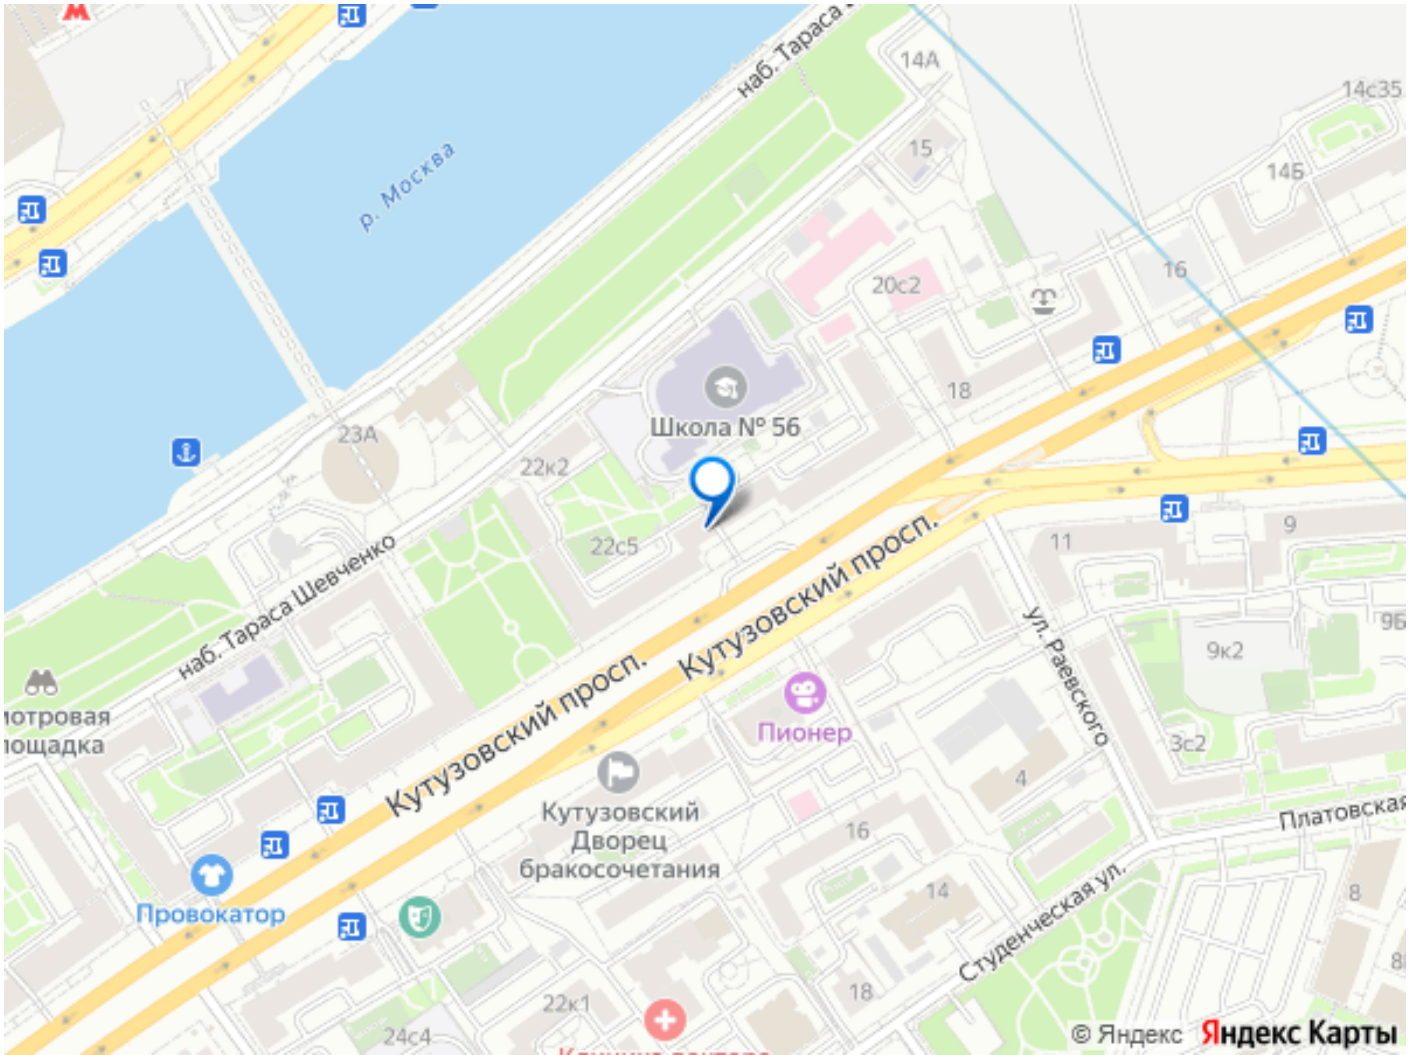 М
наб. Тараса
14А
14с35
р. Москва
15
14Б
16
20с2
18
Школа № 56
23А
22к2
22с5
11
9
наб. Тараса Шевченко
Кутузовский просп.
Кутузовский просп.
ул. Раевского
9Б
9к2
3с2
площадка
Пионер
4
Кутузовский
Дворец
бракосочетания
16
Платовская
Провокатор
14
8
Студенческая ул.
18
22к1
24с4
© Яндекс
Яндекс Карты